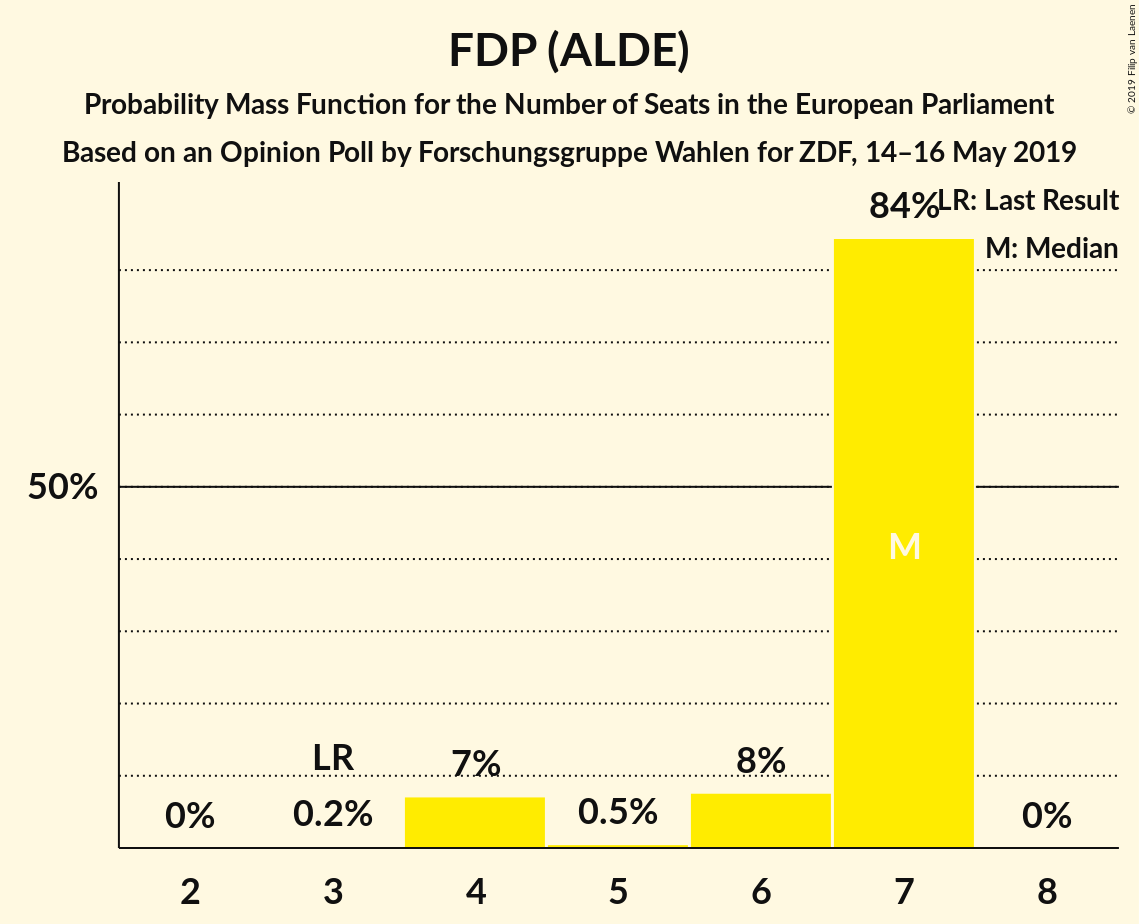 FDP (ALDE)
Probability Mass Function for the Number of Seats in the European Parliament
Based on an Opinion Poll by Forschungsgruppe Wahlen for ZDF, 14–16 May 2019
© 2019 Filip van Laenen
LR: Last Result
M: Median
84%
50%
M
LR
7%
8%
0%
0.2%
0.5%
0%
2 3 4 5 6 7 8